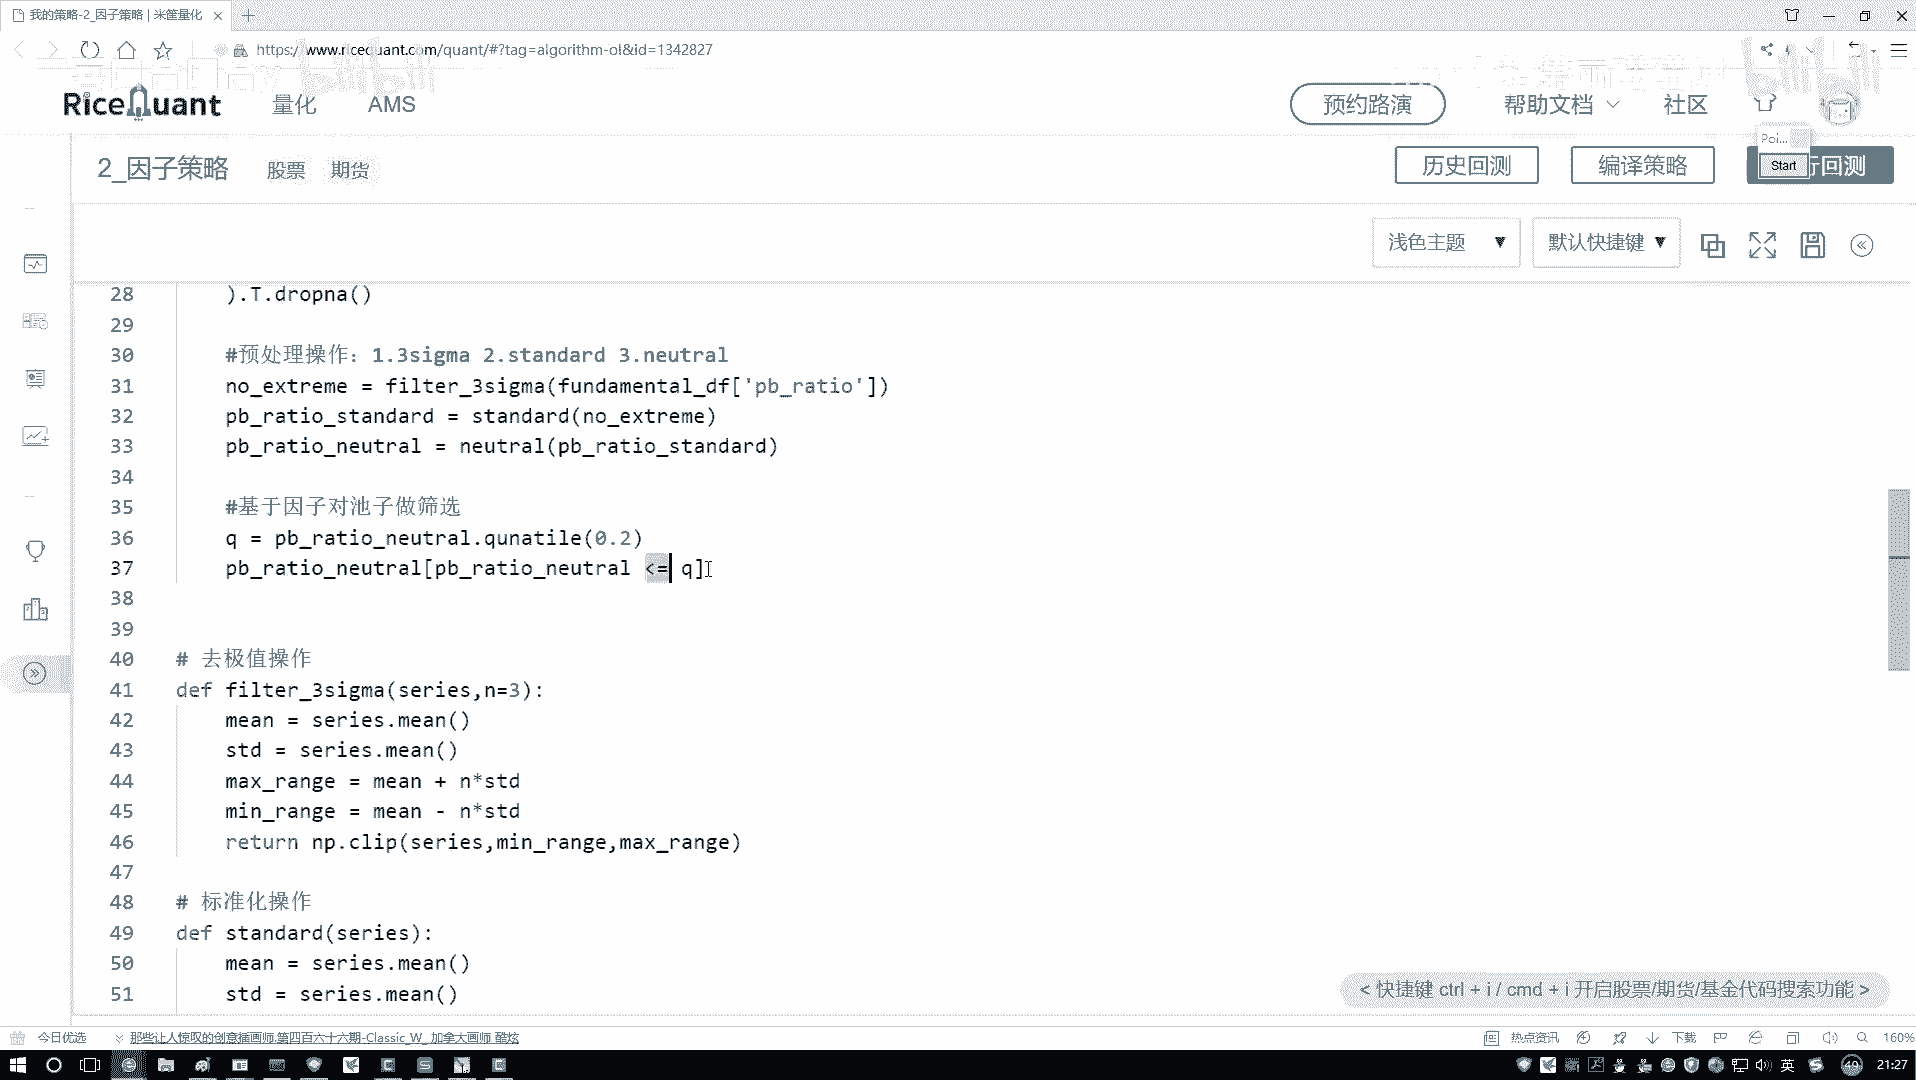 我的策略-2_因子策略 | 米筐量化
https://www.ricequant.com/quant/#?tag=algorithm-ol&id=1342827
RiceQuant 量化 AMS 预约路演 帮助文档 社区
Poi...
2_因子策略 股票 期货 历史回测 编译策略 Start 行回测
浅色主题 默认快捷键
28 ).T.dropna()
29
30 #预处理操作：1.3sigma 2.standard 3.neutral
31 no_extreme = filter_3sigma(fundamental_df['pb_ratio'])
32 pb_ratio_standard = standard(no_extreme)
33 pb_ratio_neutral = neutral(pb_ratio_standard)
34
35 #基于因子对池子做筛选
36 q = pb_ratio_neutral.qunatile(0.2)
37 pb_ratio_neutral[pb_ratio_neutral <= q]
38
39
40 # 去极值操作
41 def filter_3sigma(series,n=3):
42 mean = series.mean()
43 std = series.mean()
44 max_range = mean + n*std
45 min_range = mean - n*std
46 return np.clip(series,min_range,max_range)
47
48 # 标准化操作
49 def standard(series):
50 mean = series.mean()
51 std = series.mean()
< 快捷键 ctrl + i / cmd + i 开启股票/期货/基金代码搜索功能 >
今日优选 那些让人惊叹的创意插画师.第四百六十六期-Classic_W_ 加拿大画师 酷炫 热点资讯 下载 160%
英 49 21:27